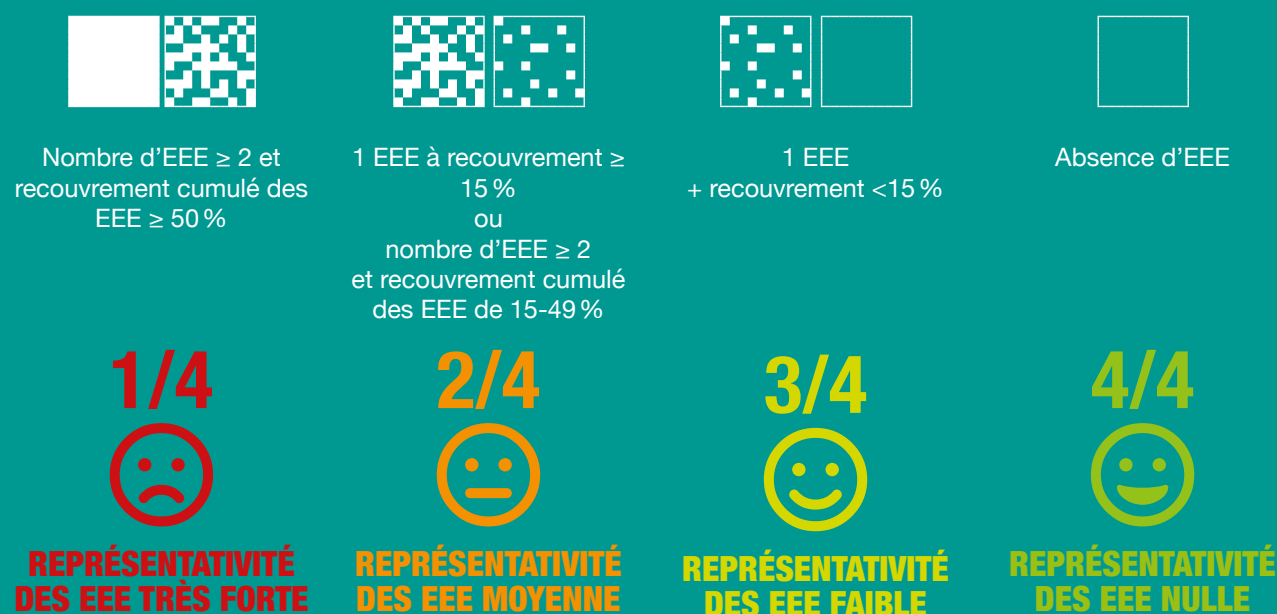 Nombre d’EEE ≥ 2 et
recouvrement cumulé des
EEE ≥ 50 %
1 EEE à recouvrement ≥
15 %
ou
nombre d’EEE ≥ 2
et recouvrement cumulé
des EEE de 15-49 %
1 EEE
+ recouvrement <15 %
Absence d’EEE
1/4
REPRÉSENTATIVITÉ
DES EEE TRÈS FORTE
2/4
REPRÉSENTATIVITÉ
DES EEE MOYENNE
3/4
REPRÉSENTATIVITÉ
DES EEE FAIBLE
4/4
REPRÉSENTATIVITÉ
DES EEE NULLE